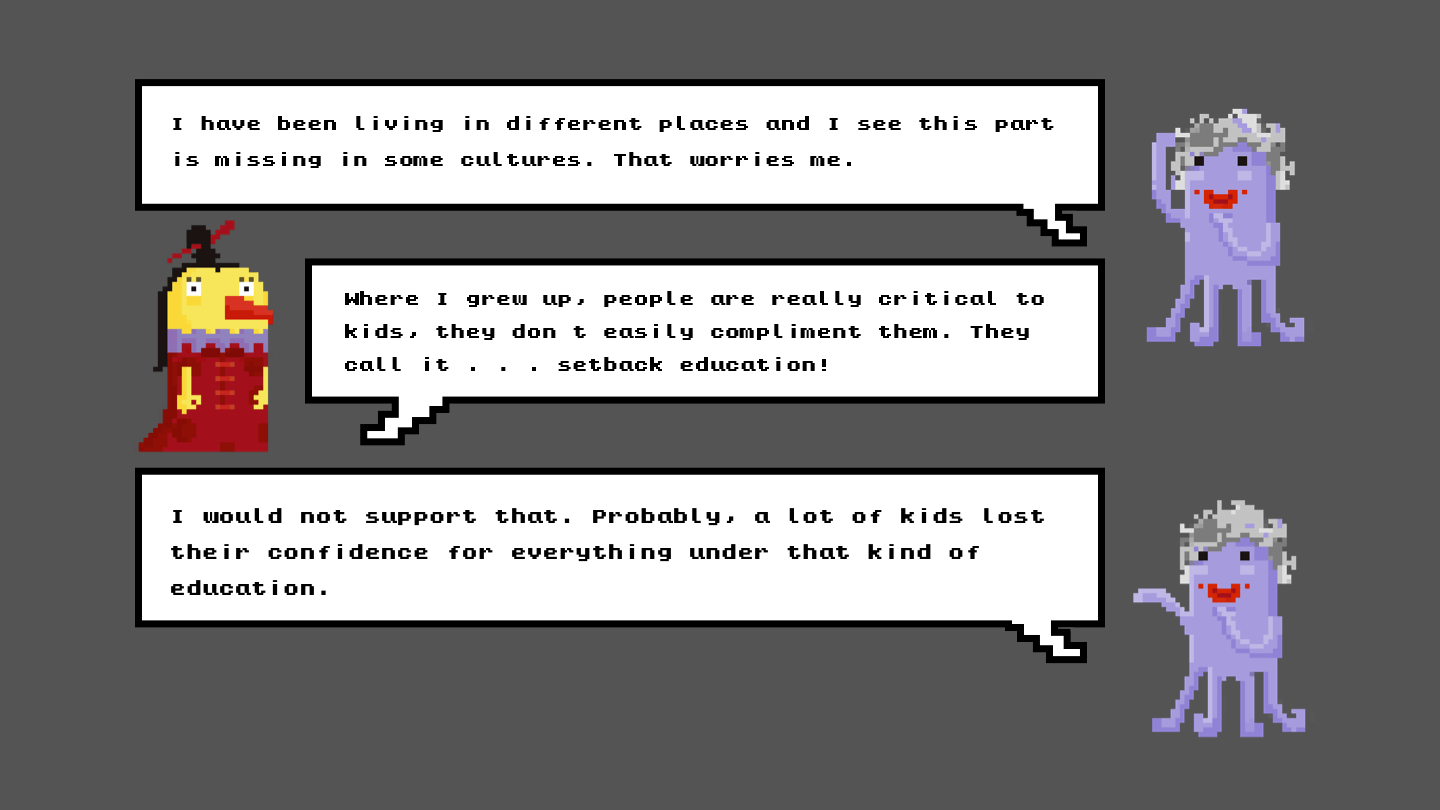 I have been living in different places and I see this part
is missing in some cultures. That worries me.
Where I grew up, people are really critical to
kids, they don t easily compliment them. They
call it . . . setback education!
I would not support that. Probably, a lot of kids lost
their confidence for everything under that kind of
education.